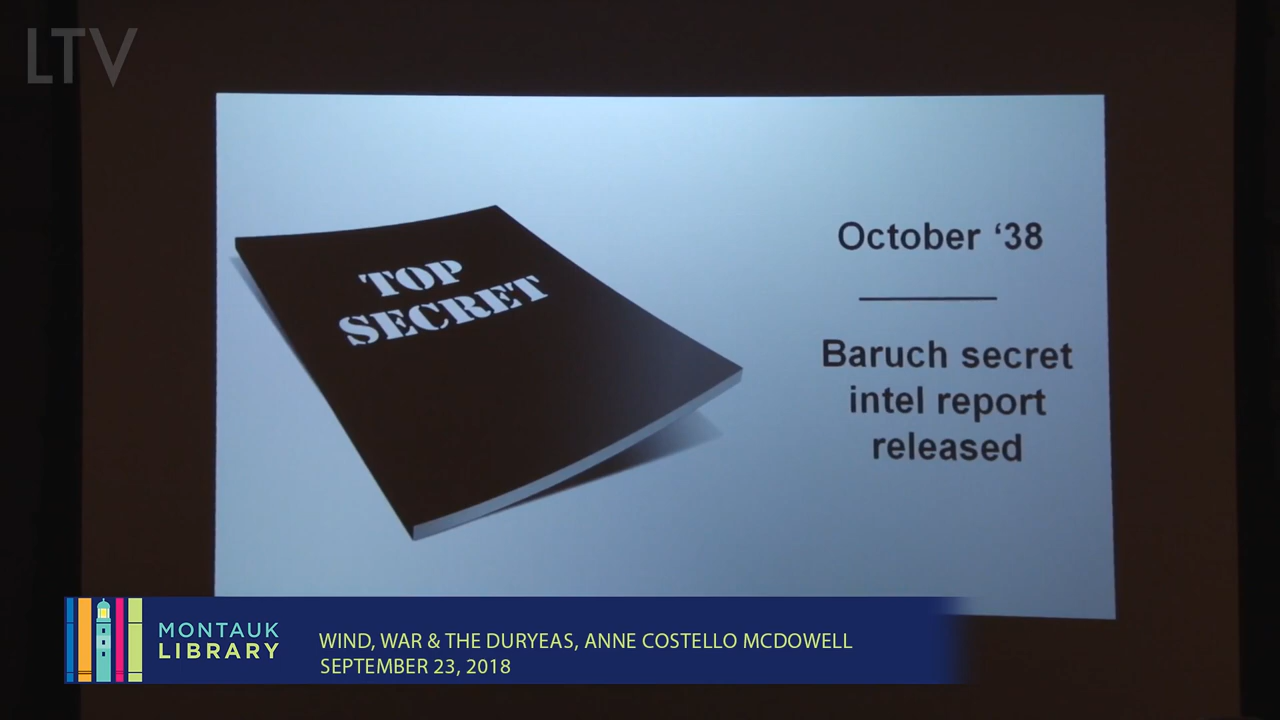 LTV
TOP
SECRET
October ‘38
Baruch secret
intel report
released
MONTAUK
LIBRARY
WIND, WAR & THE DURYEAS, ANNE COSTELLO MCDOWELL
SEPTEMBER 23, 2018